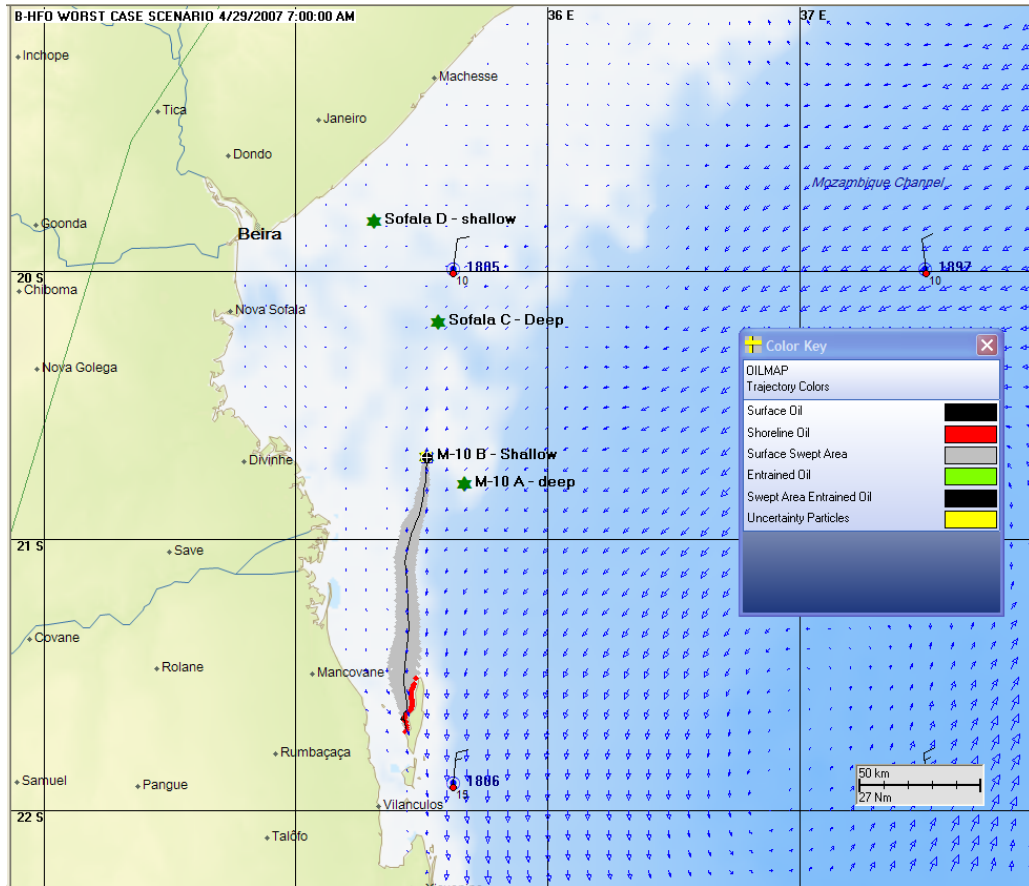 B-HFO WORST CASE SCENARIO 4/29/2007 7:00:00 AM
36 E
37 E
Inchope
Machesse
Tica
Janeiro
Dondo
Mozambique Channel
Goonda
Sofala D - shallow
Beira
1805
1897
20 S
10
10
Chiboma
Nova Sofala
Sofala C - Deep
Color Key
Nova Golega
OILMAP
Trajectory Colors
Surface Oil
Shoreline Oil
Surface Swept Area
Entrained Oil
Swept Area Entrained Oil
Uncertainty Particles
M-10 B - Shallow
Divinhe
M-10 A - deep
21 S
Save
Covane
Rolane
Mancovane
Rumbaçaça
50 km
27 Nm
Samuel
Pangue
1806
15
Vilanculos
22 S
Talôfo